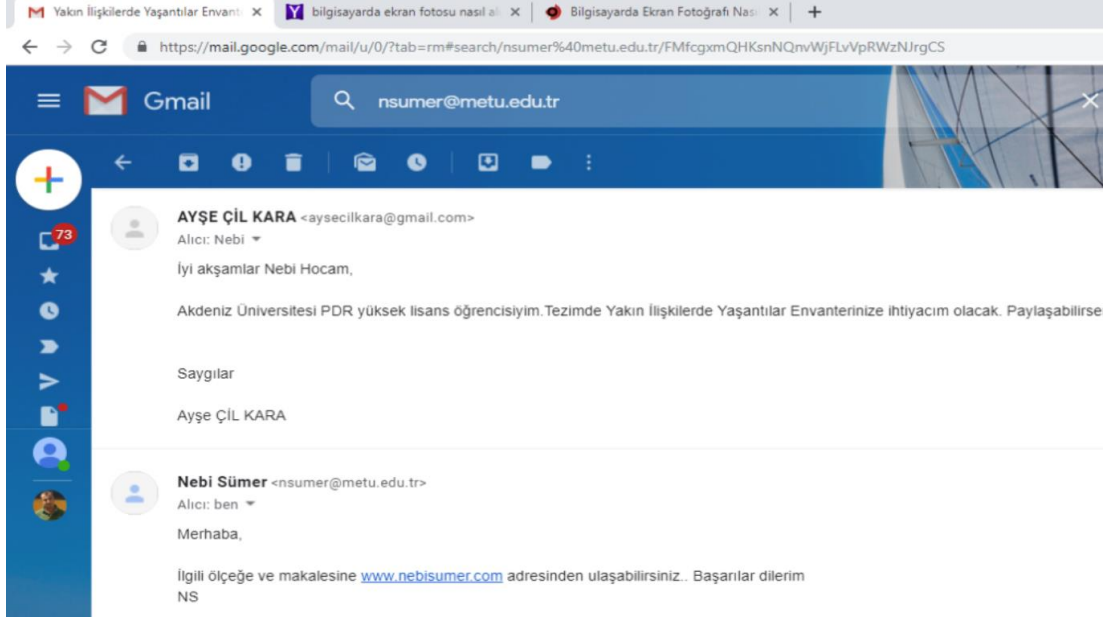 Yakın İlişkilerde Yaşantılar Envant
bilgisayarda ekran fotosu nasıl al
Bilgisayarda Ekran Fotoğrafı Nas
https://mail.google.com/mail/u/0/?tab=rm#search/nsumer%40metu.edu.tr/FMfcgxmQHKsnNQnvWjFLvVpRWzNJrgCS
Gmail
nsumer@metu.edu.tr
73
AYŞE ÇİL KARA <aysecilkara@gmail.com>
Alıcı: Nebi
İyi akşamlar Nebi Hocam,
Akdeniz Üniversitesi PDR yüksek lisans öğrencisiyim.Tezimde Yakın İlişkilerde Yaşantılar Envanterinize ihtiyacım olacak. Paylaşabilirse
Saygılar
Ayşe ÇİL KARA
Nebi Sümer <nsumer@metu.edu.tr>
Alıcı: ben
Merhaba,
İlgili ölçeğe ve makalesine www.nebisumer.com adresinden ulaşabilirsiniz.. Başarılar dilerim
NS